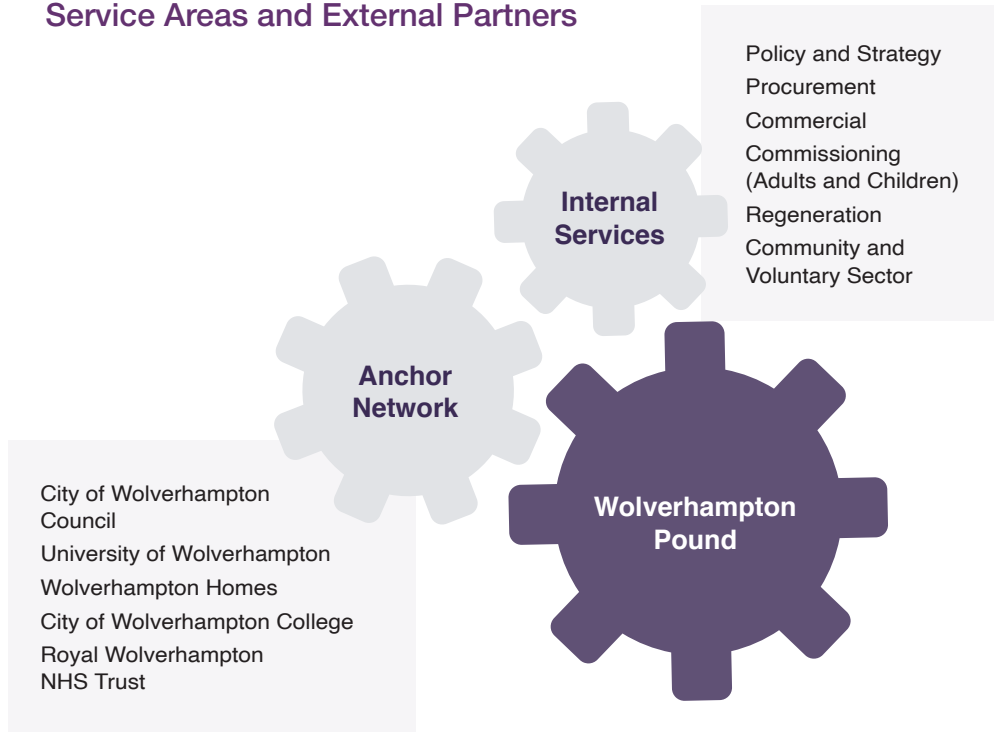 Service Areas and External Partners
Policy and Strategy
Procurement
Commercial
Commissioning
(Adults and Children)
Regeneration
Community and
Voluntary Sector
Internal
Services
Anchor
Network
Wolverhampton
Pound
City of Wolverhampton
Council
University of Wolverhampton
Wolverhampton Homes
City of Wolverhampton College
Royal Wolverhampton
NHS Trust